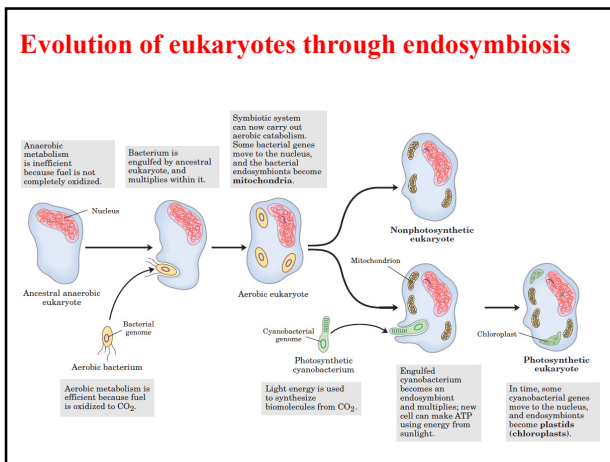 Evolution of eukaryotes through endosymbiosis
Anaerobic
metabolism
is inefficient
because fuel is not
completely oxidized.
Bacterium is
engulfed by ancestral
eukaryote, and
multiplies within it.
Symbiotic system
can now carry out
aerobic catabolism.
Some bacterial genes
move to the nucleus,
and the bacterial
endosymbionts become
mitochondria.
Nucleus
Ancestral anaerobic
eukaryote
Aerobic eukaryote
Nonphotosynthetic
eukaryote
Bacterial
genome
Aerobic bacterium
Aerobic metabolism is
efficient because fuel
is oxidized to CO₂.
Mitochondrion
Cyanobacterial
genome
Photosynthetic
cyanobacterium
Light energy is used
to synthesize
biomolecules from CO₂.
Engulfed
cyanobacterium
becomes an
endosymbiont
and multiplies; new
cell can make ATP
using energy from
sunlight.
Chloroplast
Photosynthetic
eukaryote
In time, some
cyanobacterial genes
move to the nucleus,
and endosymbionts
become plastids
(chloroplasts).